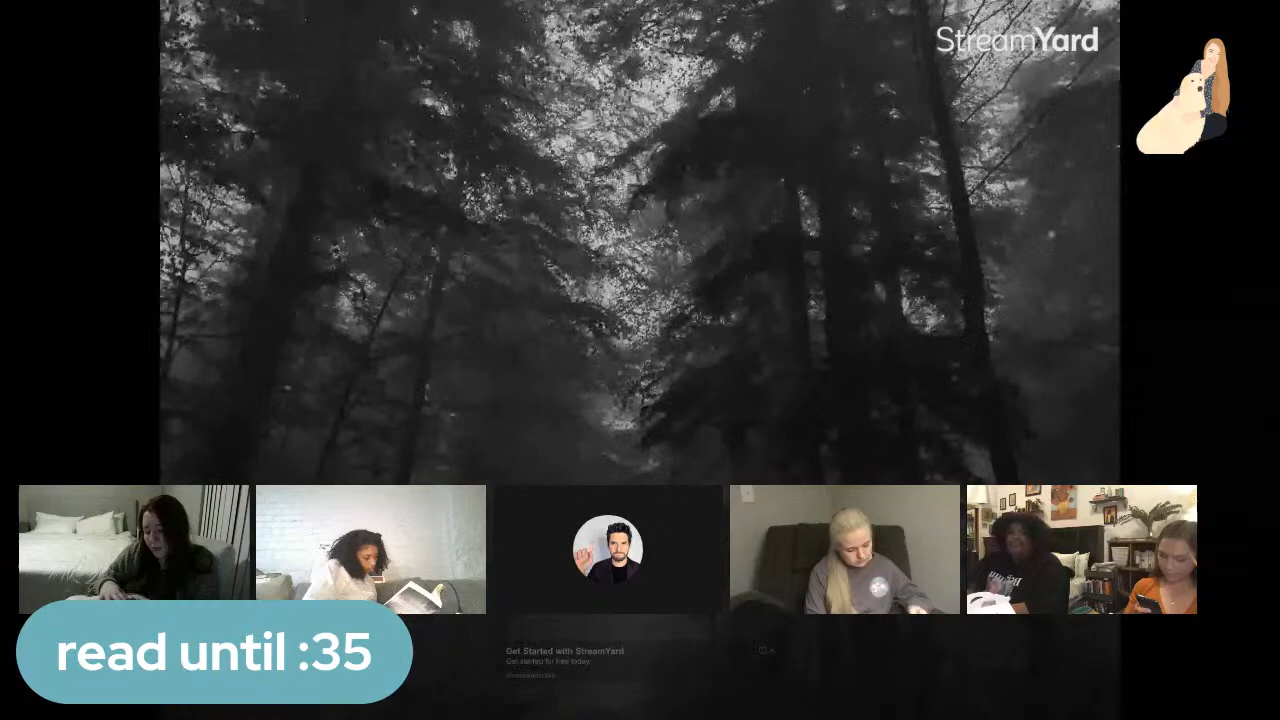 StreamYard
Get Started with StreamYard
Get started for free today.
read until :35